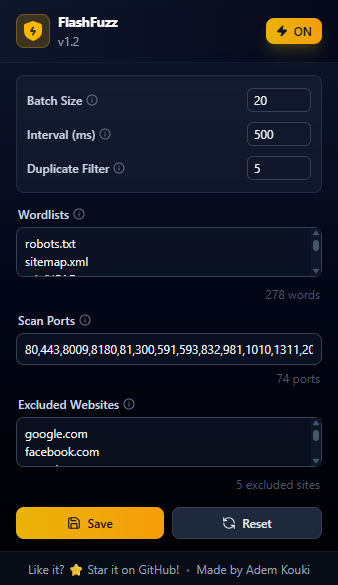 FlashFuzz
v1.2
ON
Batch Size
20
Interval (ms)
500
Duplicate Filter
5
Wordlists
robots.txt
sitemap.xml
278 words
Scan Ports
80,443,8009,8180,81,300,591,593,832,981,1010,1311,20
74 ports
Excluded Websites
google.com
facebook.com
5 excluded sites
Save
Reset
Like it? ⭐ Star it on GitHub! • Made by Adem Kouki